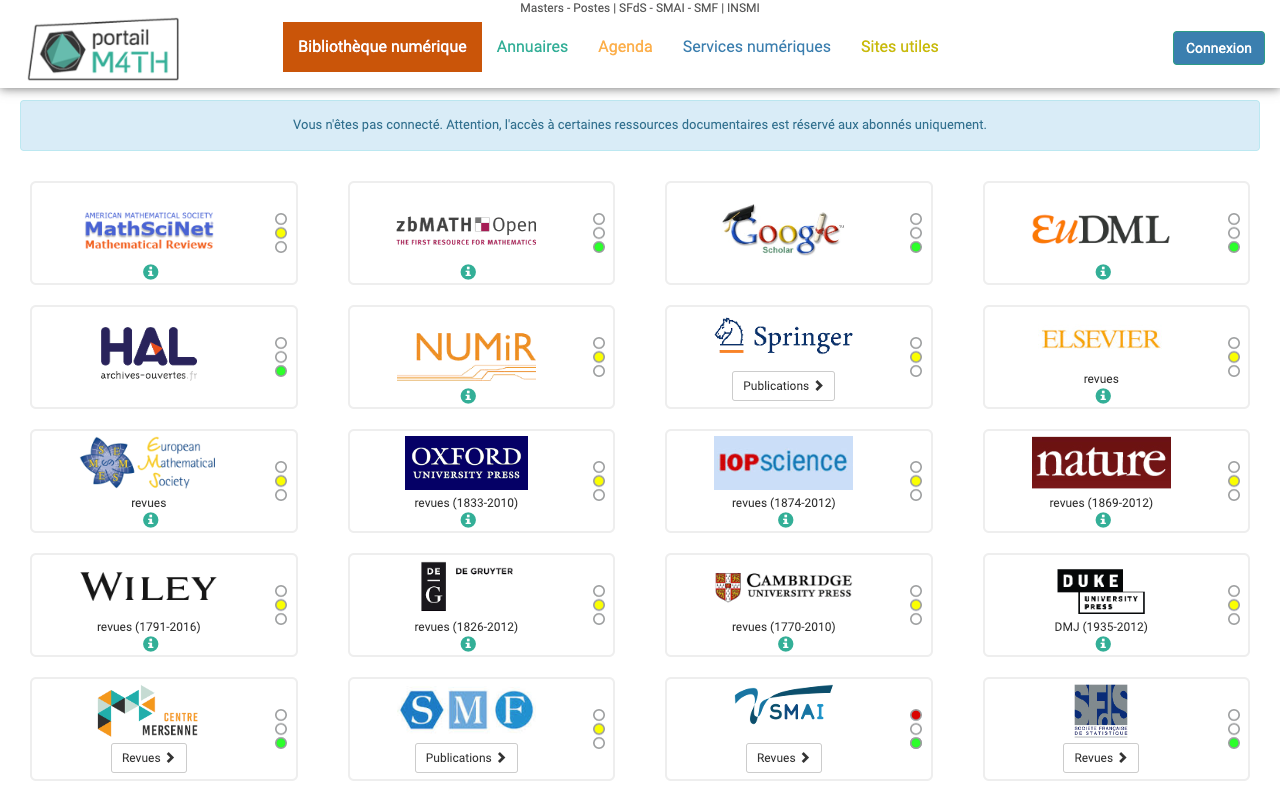 Masters - Postes | SFdS - SMAI - SMF | INSMI
portail
M4TH
Bibliothèque numérique
Annuaires
Agenda
Services numériques
Sites utiles
Connexion
Vous n'êtes pas connecté. Attention, l'accès à certaines ressources documentaires est réservé aux abonnés uniquement.
AMERICAN MATHEMATICAL SOCIETY
MathSciNet
Mathematical Reviews
zbMATH Open
THE FIRST RESOURCE FOR MATHEMATICS
Google™
Scholar
EuDML
HAL
archives-ouvertes.fr
NUMiR
Springer
Publications
ELSEVIER
revues
European
Mathematical
Society
revues
OXFORD
UNIVERSITY PRESS
revues (1833-2010)
IOPscience
revues (1874-2012)
nature
revues (1869-2012)
WILEY
revues (1791-2016)
DE
G
DE GRUYTER
revues (1826-2012)
CAMBRIDGE
UNIVERSITY PRESS
revues (1770-2010)
DUKE
UNIVERSITY
PRESS
DMJ (1935-2012)
CENTRE
MERSENNE
Revues
S M F
Publications
SMAI
Revues
SFdS
SOCIÉTÉ FRANÇAISE
DE STATISTIQUE
Revues